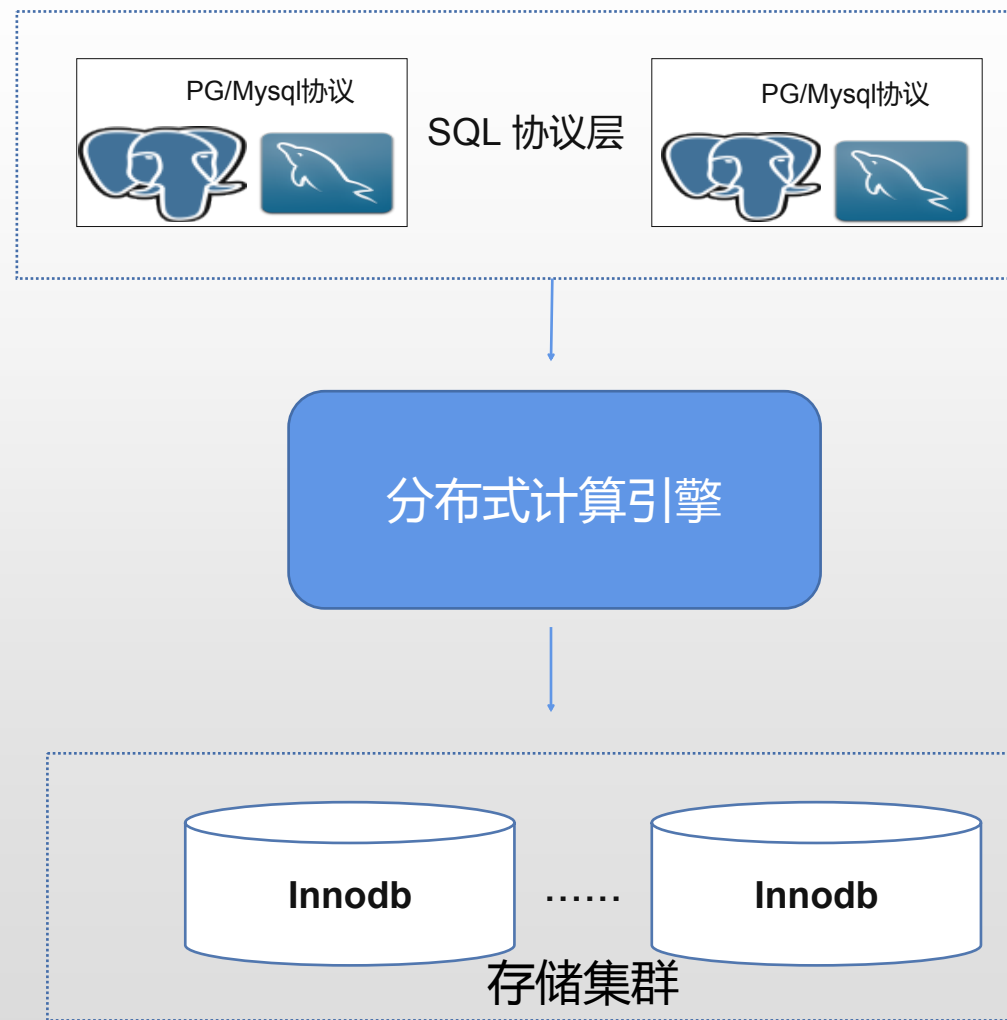 PG/Mysql协议
SQL 协议层
PG/Mysql协议
分布式计算引擎
Innodb
......
Innodb
存储集群